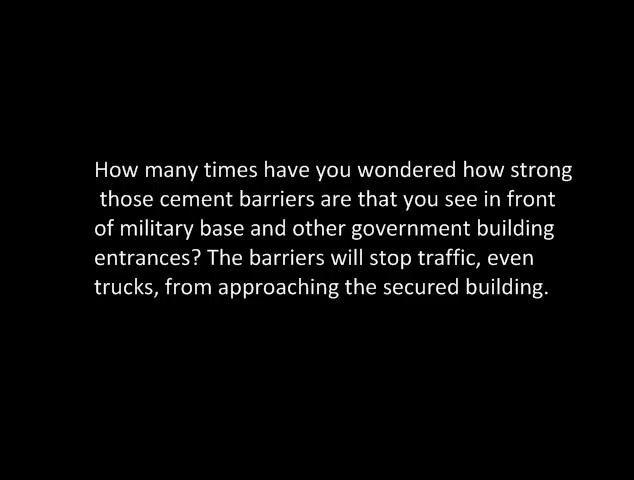 How many times have you wondered how strong
those cement barriers are that you see in front
of military base and other government building
entrances? The barriers will stop traffic, even
trucks, from approaching the secured building.